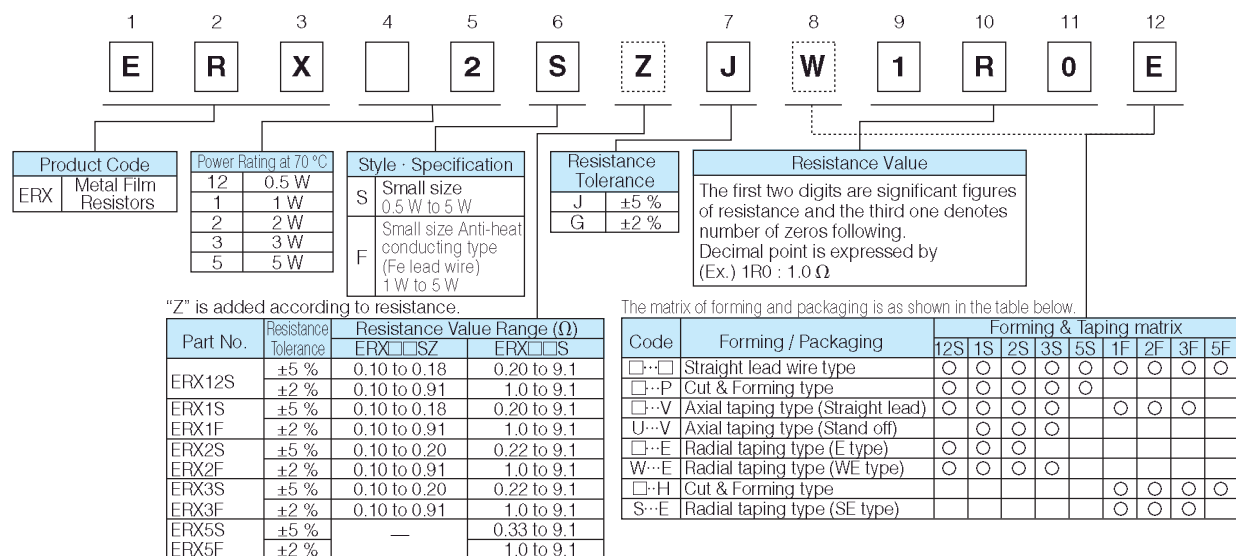 1 2 3 4 5 6 7 8 9 10 11 12
E R X □ 2 S Z J W 1 R 0 E
Product Code
ERX Metal Film Resistors
Power Rating at 70 °C
12 0.5 W
1 1 W
2 2 W
3 3 W
5 5 W
Style · Specification
S Small size
0.5 W to 5 W
F Small size Anti-heat
conducting type
(Fe lead wire)
1 W to 5 W
Resistance
Tolerance
J ±5 %
G ±2 %
Resistance Value
The first two digits are significant figures
of resistance and the third one denotes
number of zeros following.
Decimal point is expressed by
(Ex.) 1R0 : 1.0 Ω
"Z" is added according to resistance.
Part No. Resistance Tolerance Resistance Value Range (Ω)
ERX□□SZ ERX□□S
ERX12S ±5 % 0.10 to 0.18 0.20 to 9.1
±2 % 0.10 to 0.91 1.0 to 9.1
ERX1S ±5 % 0.10 to 0.18 0.20 to 9.1
ERX1F ±2 % 0.10 to 0.91 1.0 to 9.1
ERX2S ±5 % 0.10 to 0.20 0.22 to 9.1
ERX2F ±2 % 0.10 to 0.91 1.0 to 9.1
ERX3S ±5 % 0.10 to 0.20 0.22 to 9.1
ERX3F ±2 % 0.10 to 0.91 1.0 to 9.1
ERX5S ±5 % — 0.33 to 9.1
ERX5F ±2 % 1.0 to 9.1
The matrix of forming and packaging is as shown in the table below.
Code Forming / Packaging Forming & Taping matrix
12S 1S 2S 3S 5S 1F 2F 3F 5F
□···□ Straight lead wire type ○ ○ ○ ○ ○ ○ ○ ○ ○
□···P Cut & Forming type ○ ○ ○ ○ ○
□···V Axial taping type (Straight lead) ○ ○ ○ ○ ○ ○ ○
U···V Axial taping type (Stand off) ○ ○ ○
□···E Radial taping type (E type) ○ ○ ○
W···E Radial taping type (WE type) ○ ○ ○ ○
□···H Cut & Forming type ○ ○ ○ ○
S···E Radial taping type (SE type) ○ ○ ○